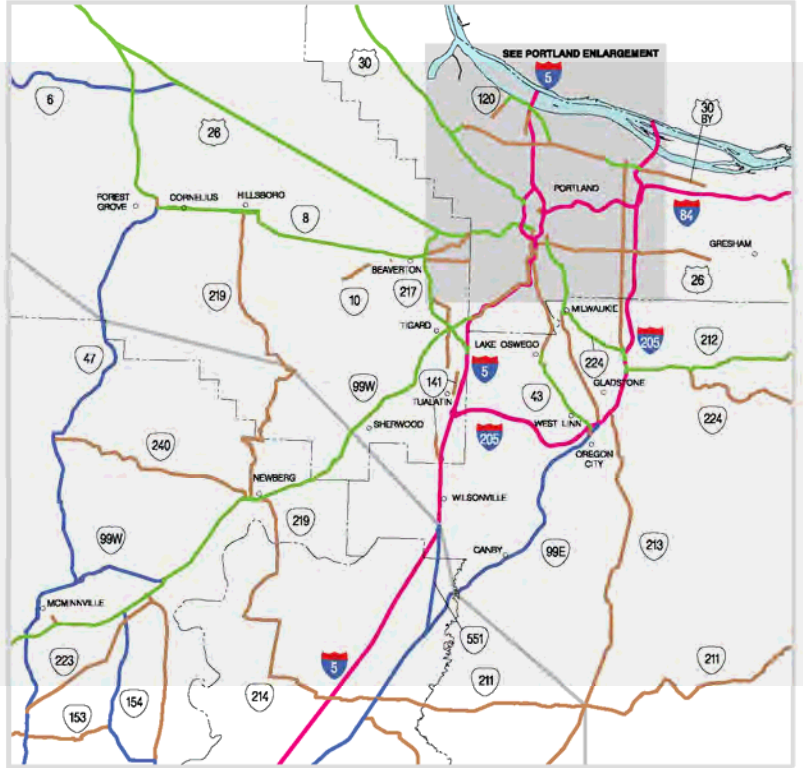 SEE PORTLAND ENLARGEMENT
30
5
6
120
30
BY
26
FOREST
GROVE
CORNELIUS
HILLSBORO
PORTLAND
8
84
GRESHAM
BEAVERTON
26
219
10
217
MILWAUKIE
TIGARD
205
212
LAKE OSWEGO
224
47
5
99W
141
43
GLADSTONE
TUALATIN
224
WEST LINN
SHERWOOD
205
240
OREGON
CITY
NEWBERG
WILSONVILLE
219
99W
CANBY
99E
213
MCMINNVILLE
551
223
5
211
211
214
153
154